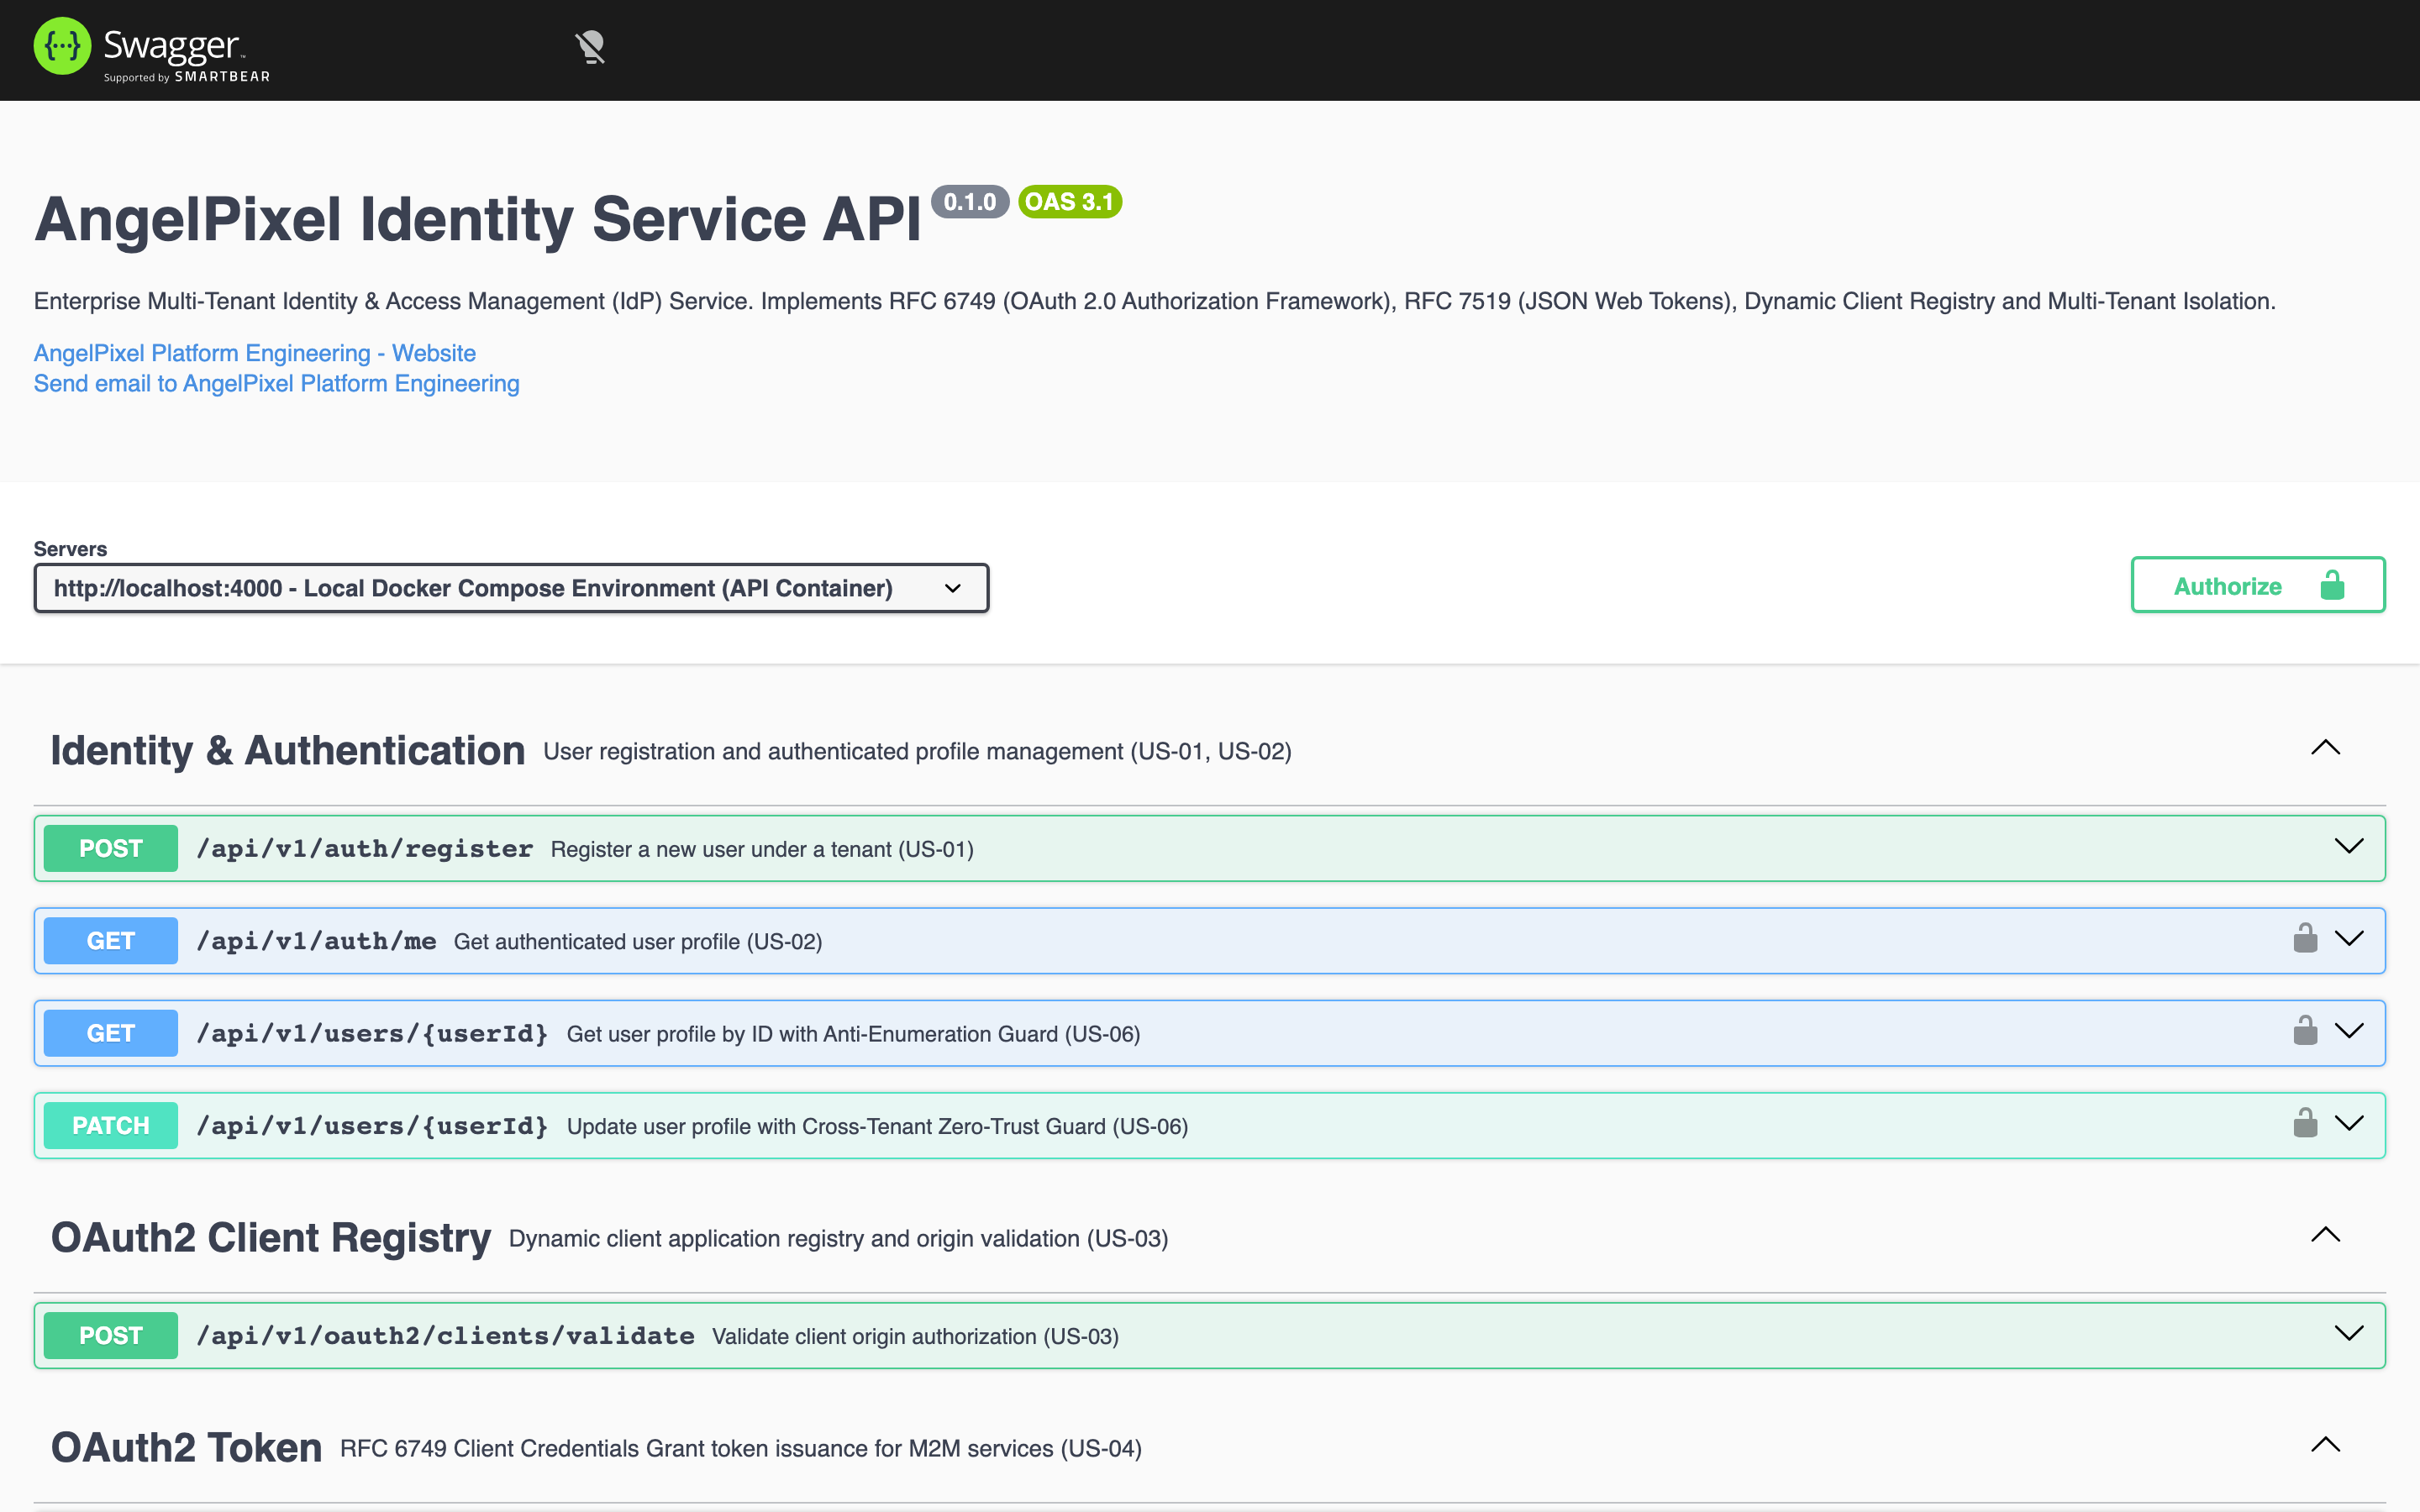 {···} Swagger™
Supported by SMARTBEAR
AngelPixel Identity Service API 0.1.0 OAS 3.1
Enterprise Multi-Tenant Identity & Access Management (IdP) Service. Implements RFC 6749 (OAuth 2.0 Authorization Framework), RFC 7519 (JSON Web Tokens), Dynamic Client Registry and Multi-Tenant Isolation.
AngelPixel Platform Engineering - Website
Send email to AngelPixel Platform Engineering
Servers
http://localhost:4000 - Local Docker Compose Environment (API Container)
Authorize
Identity & Authentication User registration and authenticated profile management (US-01, US-02)
POST /api/v1/auth/register Register a new user under a tenant (US-01)
GET /api/v1/auth/me Get authenticated user profile (US-02)
GET /api/v1/users/{userId} Get user profile by ID with Anti-Enumeration Guard (US-06)
PATCH /api/v1/users/{userId} Update user profile with Cross-Tenant Zero-Trust Guard (US-06)
OAuth2 Client Registry Dynamic client application registry and origin validation (US-03)
POST /api/v1/oauth2/clients/validate Validate client origin authorization (US-03)
OAuth2 Token RFC 6749 Client Credentials Grant token issuance for M2M services (US-04)